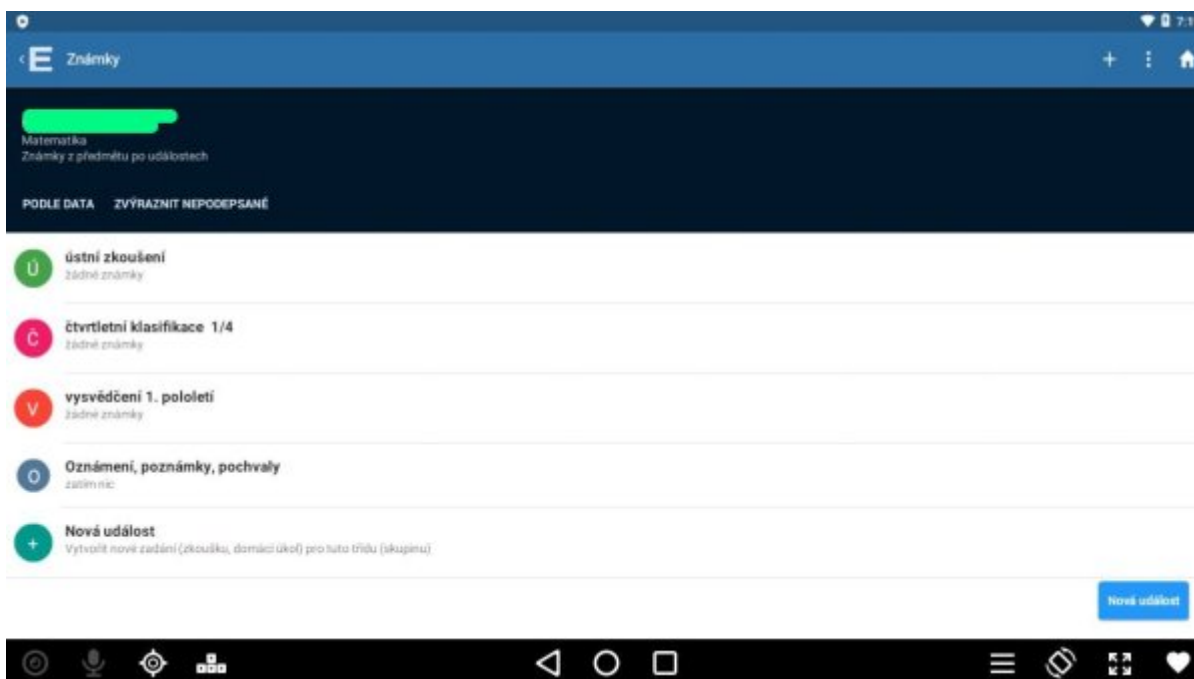 7:1
E Známky
Matematika
Známky z předmětu po událostech
PODLE DATA ZVÝRAZNIT NEPODEPSANÉ
Ú
ústní zkoušení
žádné známky
Č
čtvrtletní klasifikace 1/4
žádné známky
V
vysvědčení 1. pololetí
žádné známky
O
Oznámení, poznámky, pochvaly
zatím nic
Nová událost
Vytvořit nové zadání (zkoušku, domácí úkol) pro tuto třídu (skupinu)
Nová událost